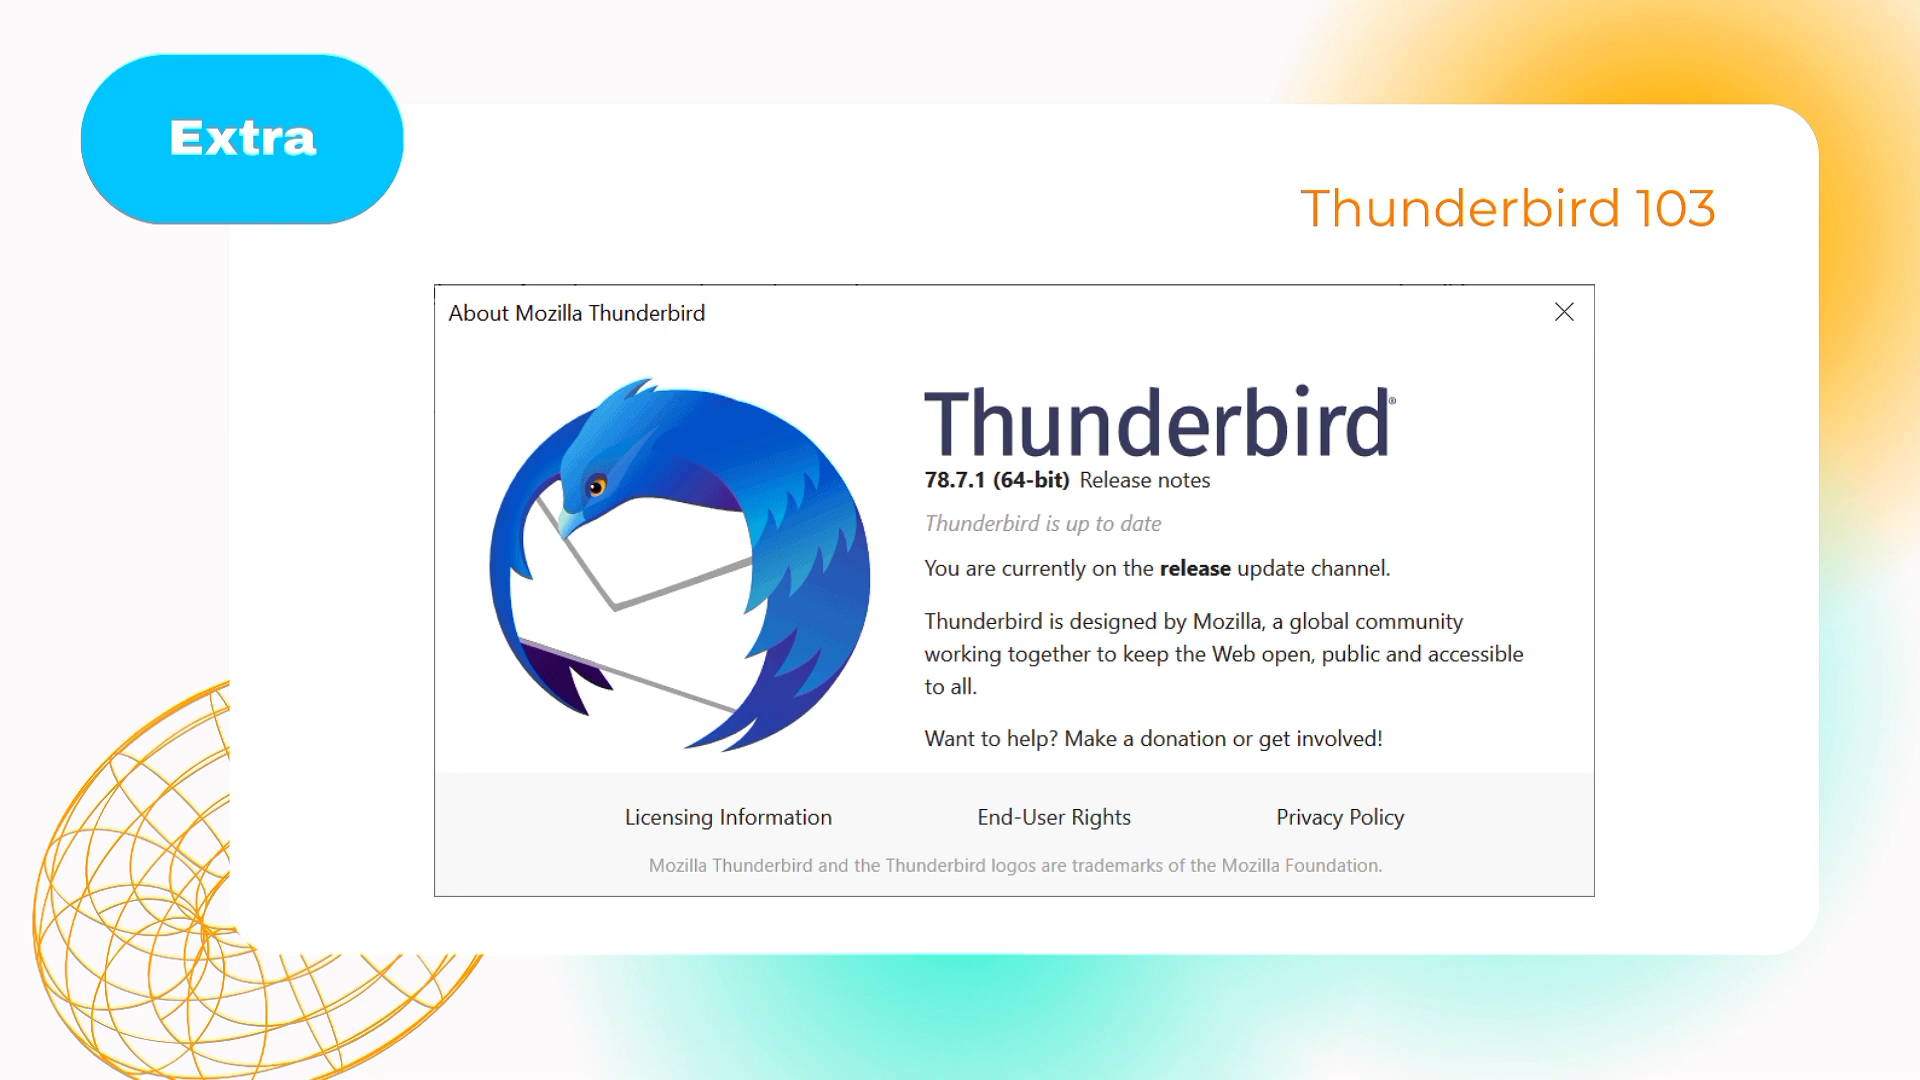 Extra
Thunderbird 103
About Mozilla Thunderbird
Thunderbird®
78.7.1 (64-bit) Release notes
Thunderbird is up to date
You are currently on the release update channel.
Thunderbird is designed by Mozilla, a global community
working together to keep the Web open, public and accessible
to all.
Want to help? Make a donation or get involved!
Licensing Information End-User Rights Privacy Policy
Mozilla Thunderbird and the Thunderbird logos are trademarks of the Mozilla Foundation.